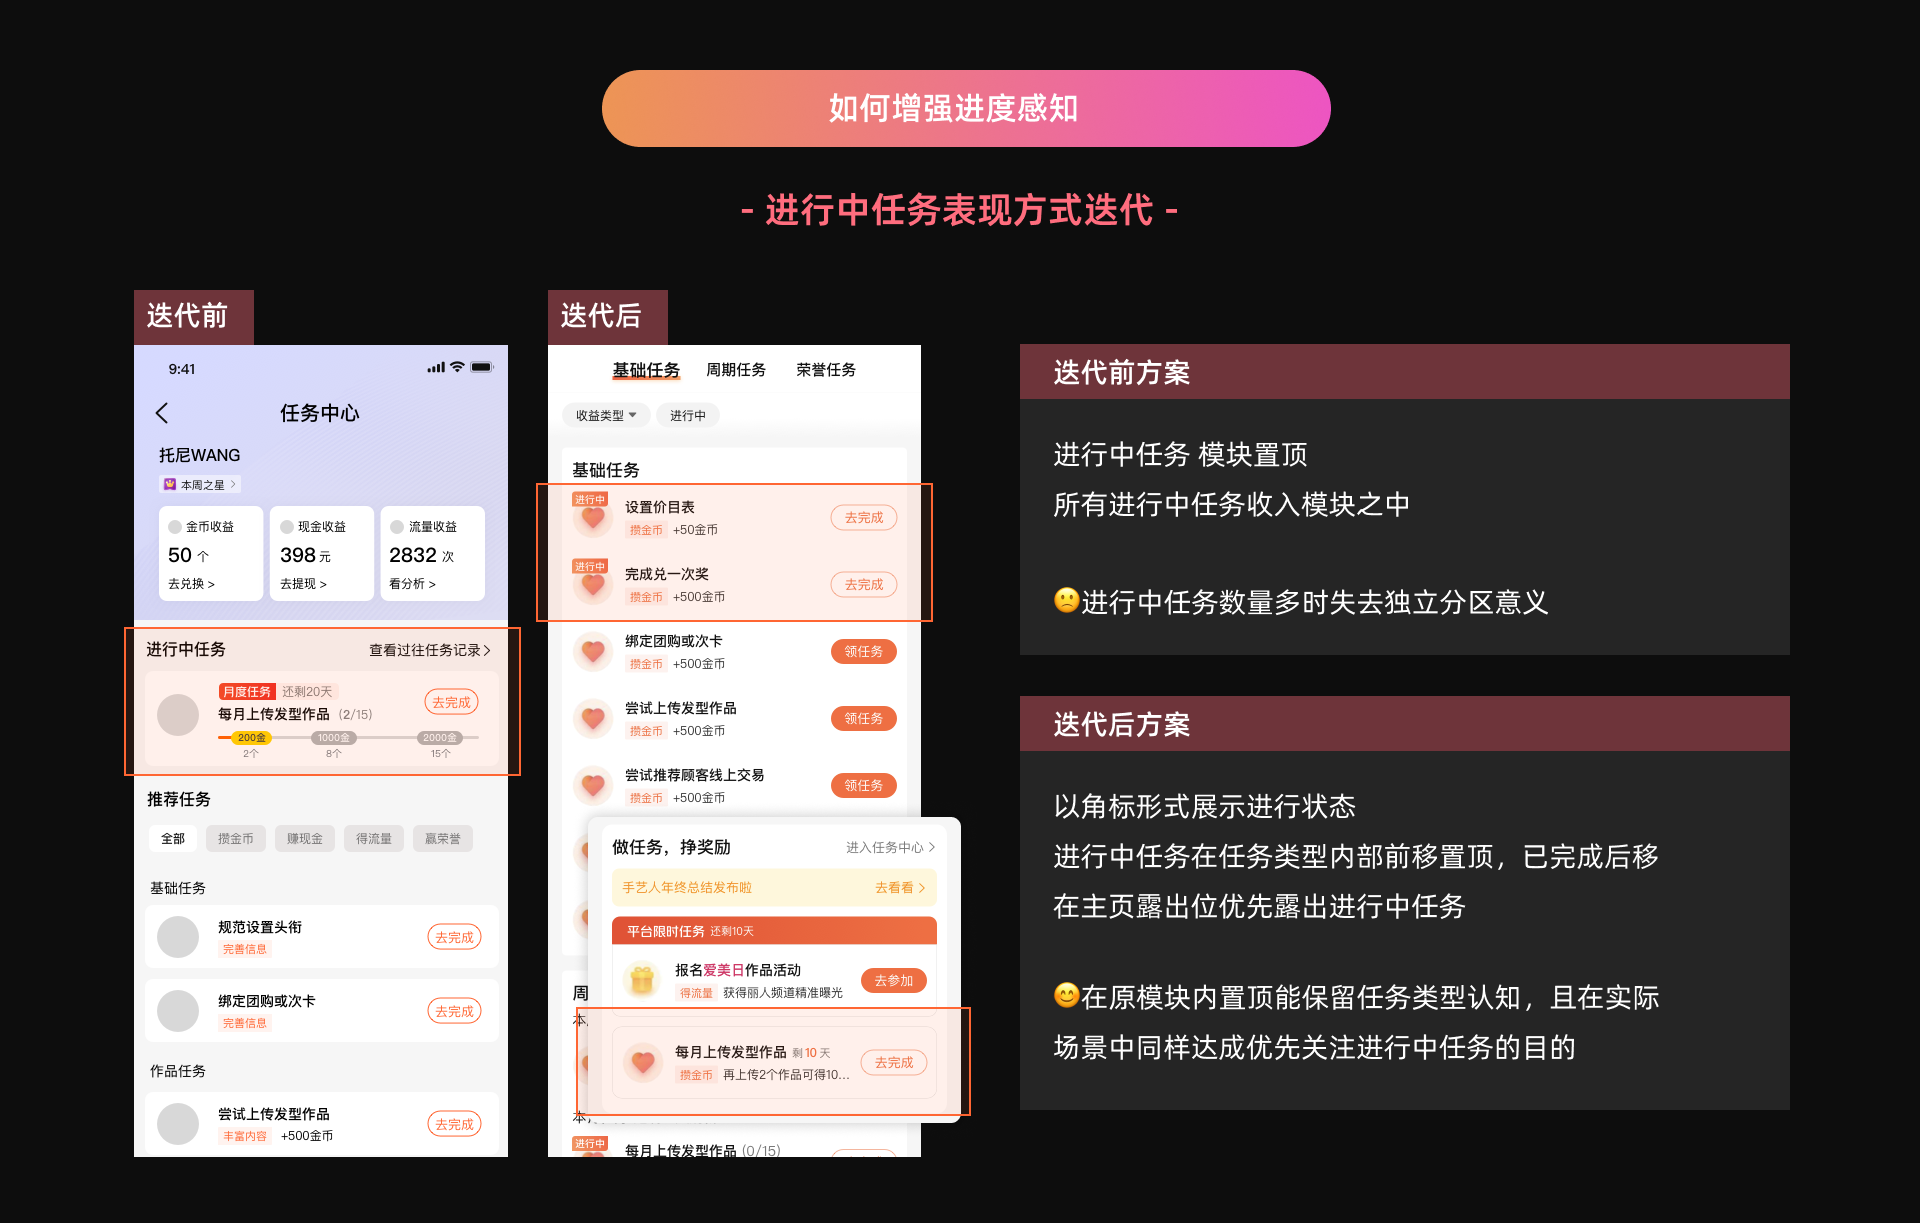 如何增强进度感知
- 进行中任务表现方式迭代 -
迭代前
9:41
任务中心
托尼WANG
本周之星
金币收益
50 个
去兑换 >
现金收益
398 元
去提现 >
流量收益
2832 次
看分析 >
进行中任务
查看过往任务记录
月度任务 还剩20天
每月上传发型作品 (2/15)
去完成
200金
1000金
2000金
2个
8个
15个
推荐任务
全部
攒金币
赚现金
得流量
赢荣誉
基础任务
规范设置头衔
完善信息
去完成
绑定团购或次卡
完善信息
去完成
作品任务
尝试上传发型作品
丰富内容 +500金币
去完成
迭代后
基础任务
周期任务
荣誉任务
收益类型
进行中
基础任务
进行中
设置价目表
攒金币 +50金币
去完成
进行中
完成兑一次奖
攒金币 +500金币
去完成
绑定团购或次卡
攒金币 +500金币
领任务
尝试上传发型作品
攒金币 +500金币
领任务
尝试推荐顾客线上交易
攒金币 +500金币
领任务
周
本
做任务，挣奖励
进入任务中心
手艺人年终总结发布啦
去看看
平台限时任务 还剩10天
报名爱美日作品活动
得流量 获得丽人频道精准曝光
去参加
每月上传发型作品 剩10天
攒金币 再上传2个作品可得10...
去完成
本
进行中
每月上传发型作品 (0/15)
迭代前方案
进行中任务 模块置顶
所有进行中任务收入模块之中
🙁进行中任务数量多时失去独立分区意义
迭代后方案
以角标形式展示进行状态
进行中任务在任务类型内部前移置顶，已完成后移
在主页露出位优先露出进行中任务
😊在原模块内置顶能保留任务类型认知，且在实际
场景中同样达成优先关注进行中任务的目的